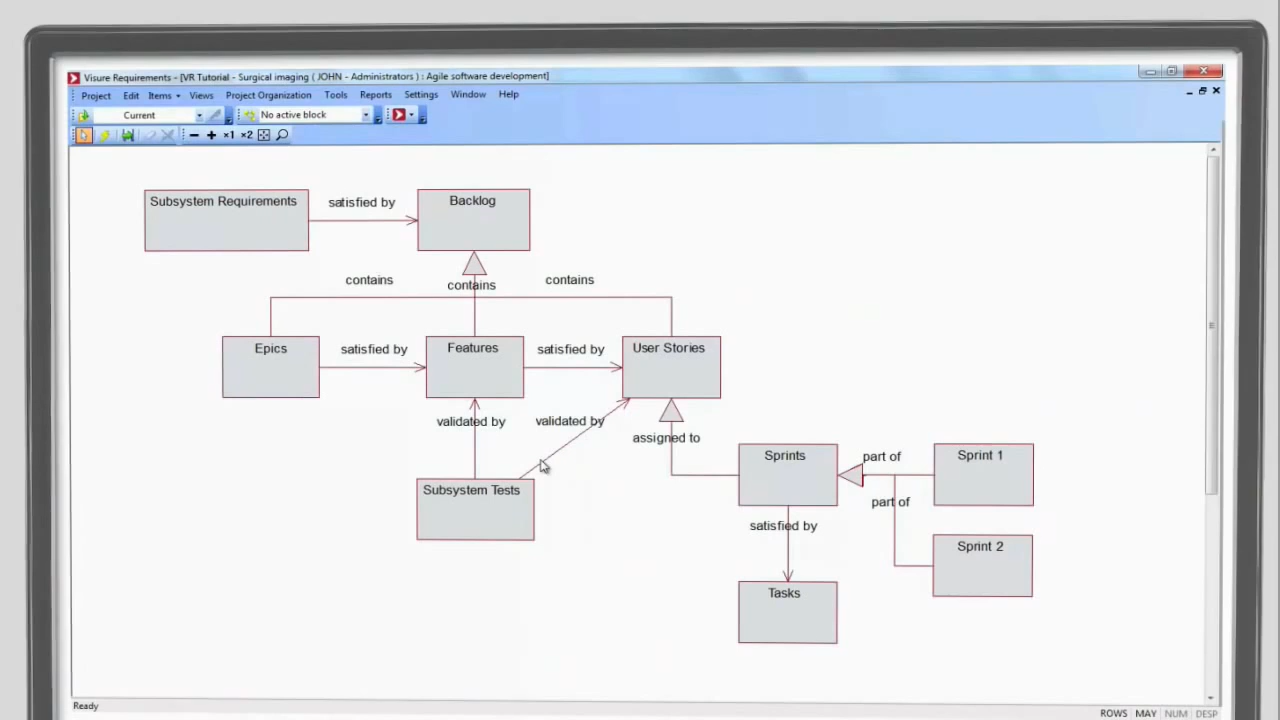 Visure Requirements - [VR Tutorial - Surgical imaging ( JOHN - Administrators ) : Agile software development]
Project Edit Items Views Project Organization Tools Reports Comments Settings Window Help
Current No active block
×1 ×2
Subsystem Requirements satisfied by Backlog
contains contains contains
Epics satisfied by Features satisfied by User Stories
validated by validated by
assigned to
Sprints part of Sprint 1
Subsystem Tests
part of
satisfied by
Sprint 2
Tasks
Ready
ROWS MAY NUM DESP